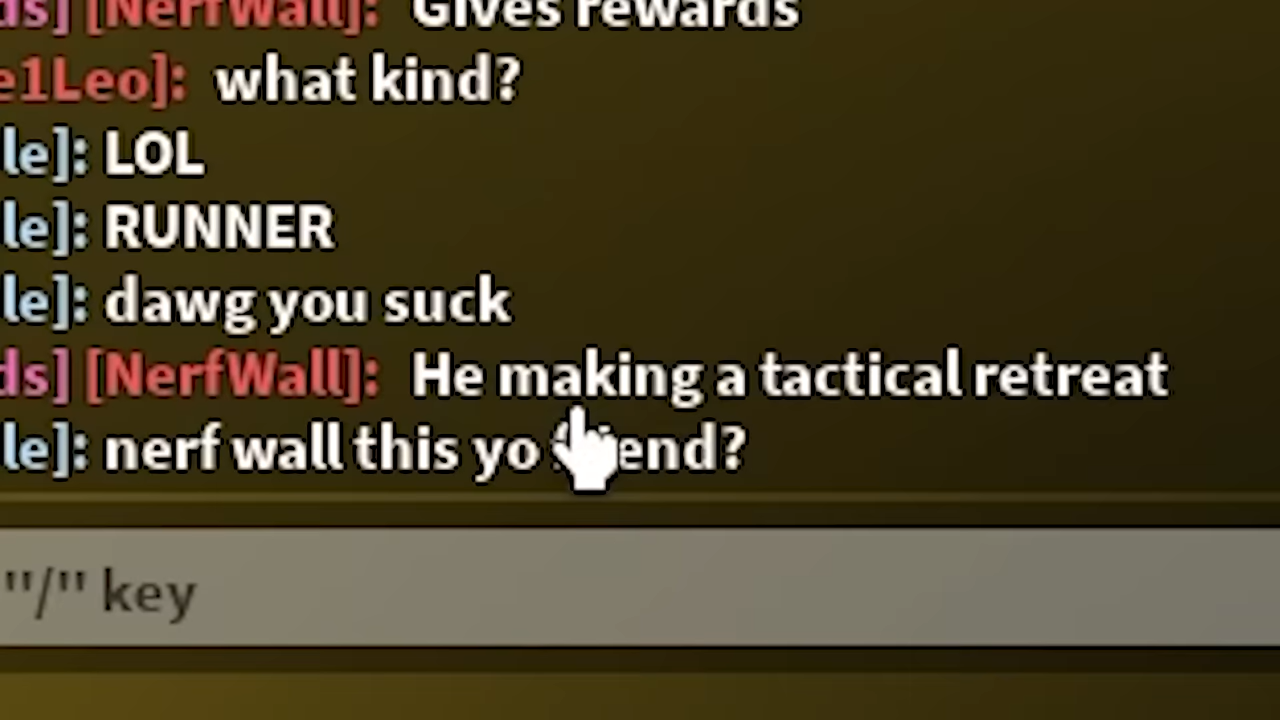 ds] [NerfWall]: Gives rewards
e1Leo]: what kind?
le]: LOL
le]: RUNNER
le]: dawg you suck
ds] [NerfWall]: He making a tactical retreat
le]: nerf wall this yo end?
"/" key